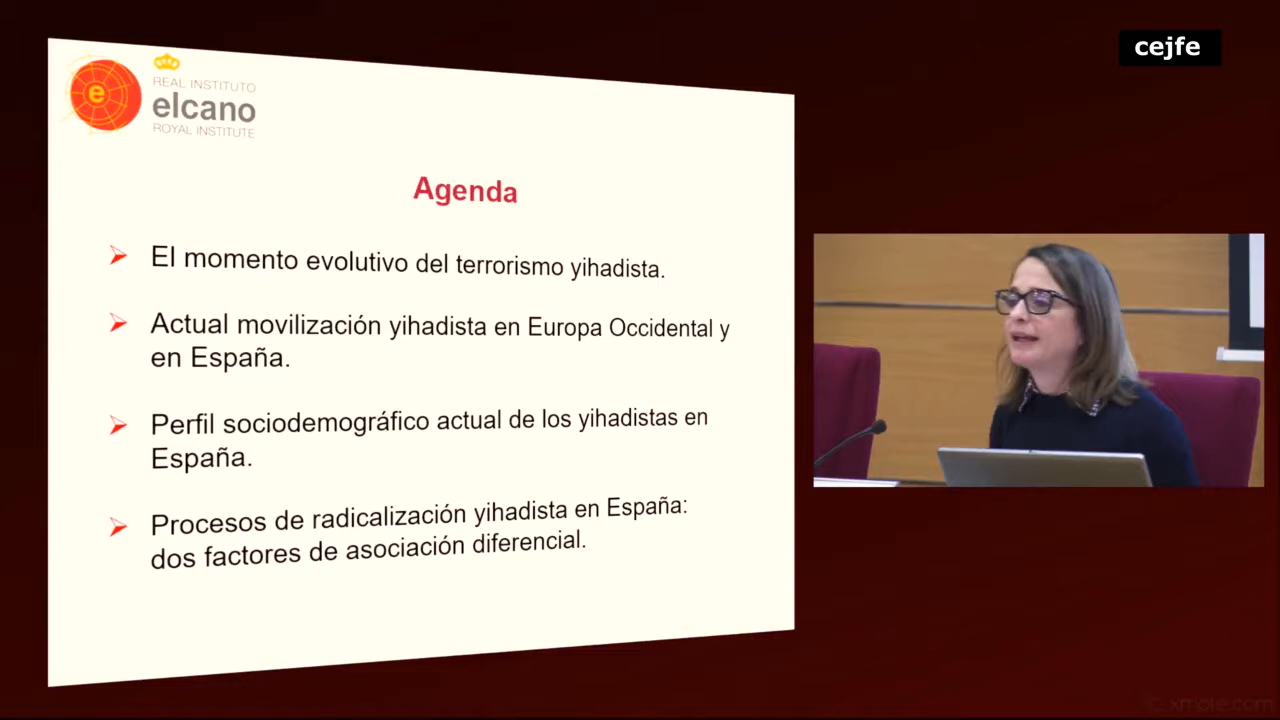 cejfe
REAL INSTITUTO
elcano
ROYAL INSTITUTE
Agenda
El momento evolutivo del terrorismo yihadista.
Actual movilización yihadista en Europa Occidental y
en España.
Perfil sociodemográfico actual de los yihadistas en
España.
Procesos de radicalización yihadista en España:
dos factores de asociación diferencial.